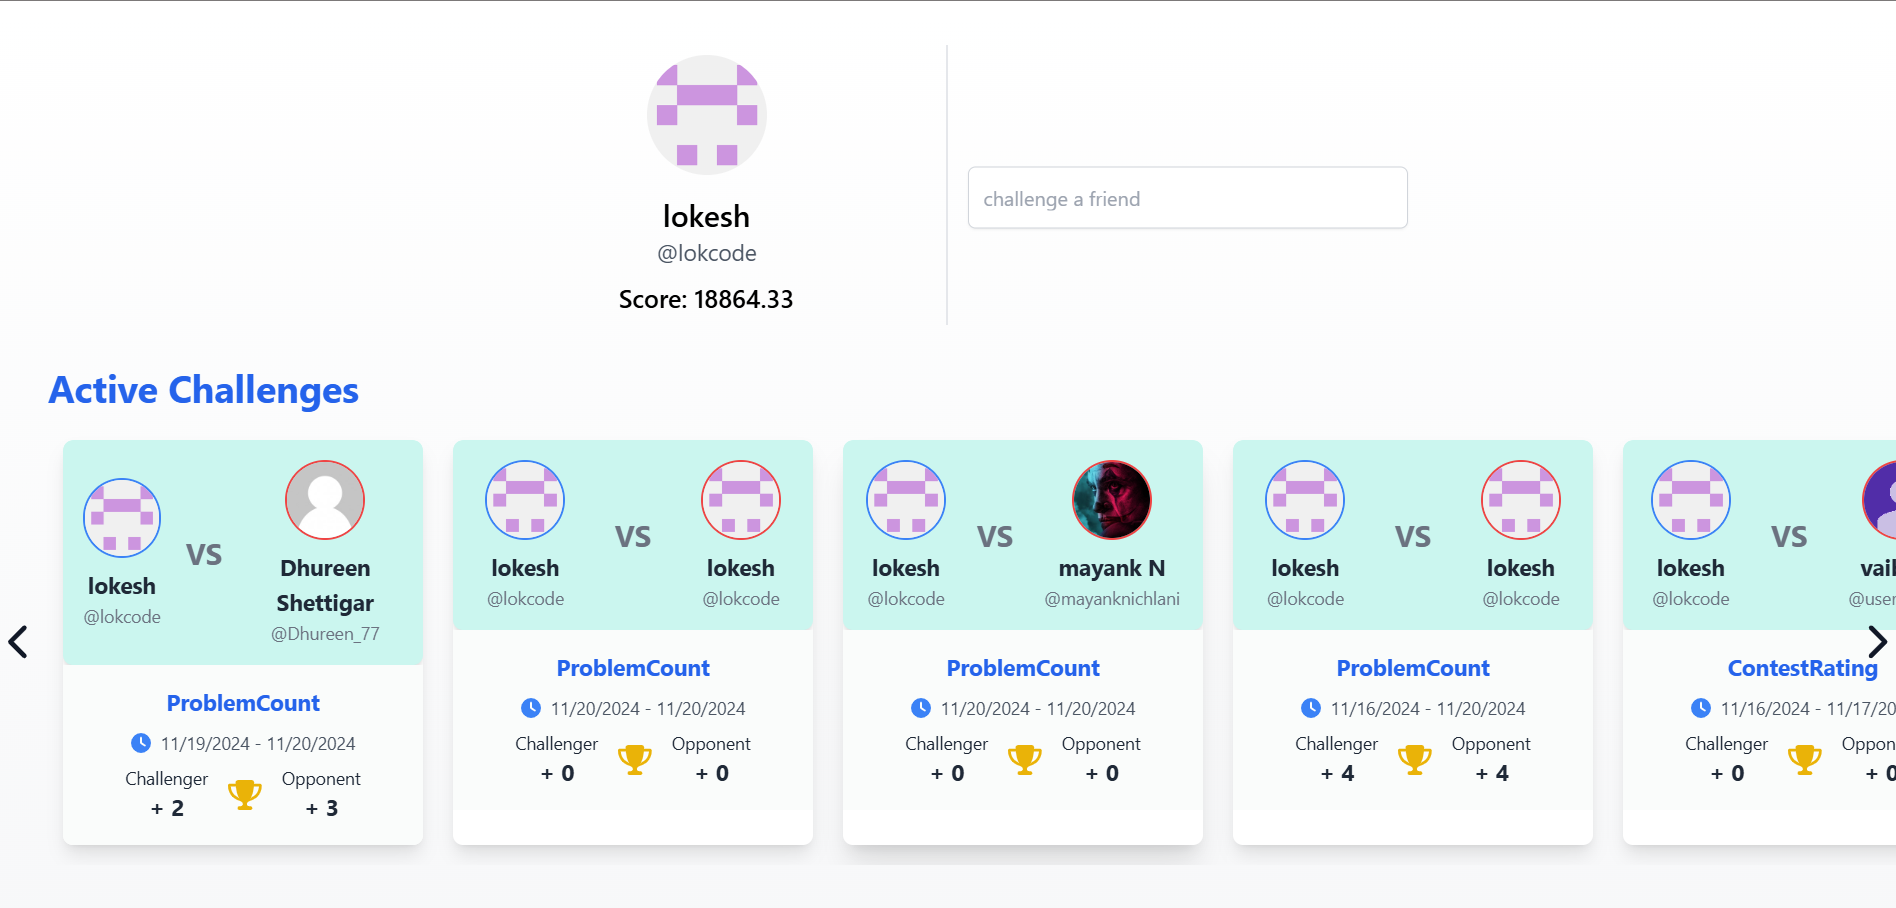 lokesh
@lokcode
Score: 18864.33
challenge a friend
Active Challenges
lokesh
@lokcode
VS
Dhureen
Shettigar
@Dhureen_77
ProblemCount
11/19/2024 - 11/20/2024
Challenger
+ 2
Opponent
+ 3
lokesh
@lokcode
VS
lokesh
@lokcode
ProblemCount
11/20/2024 - 11/20/2024
Challenger
+ 0
Opponent
+ 0
lokesh
@lokcode
VS
mayank N
@mayanknichlani
ProblemCount
11/20/2024 - 11/20/2024
Challenger
+ 0
Opponent
+ 0
lokesh
@lokcode
VS
lokesh
@lokcode
ProblemCount
11/16/2024 - 11/20/2024
Challenger
+ 4
Opponent
+ 4
lokesh
@lokcode
VS
ContestRating
11/16/2024 - 11/17/20
Challenger
+ 0
Oppon
+ 0